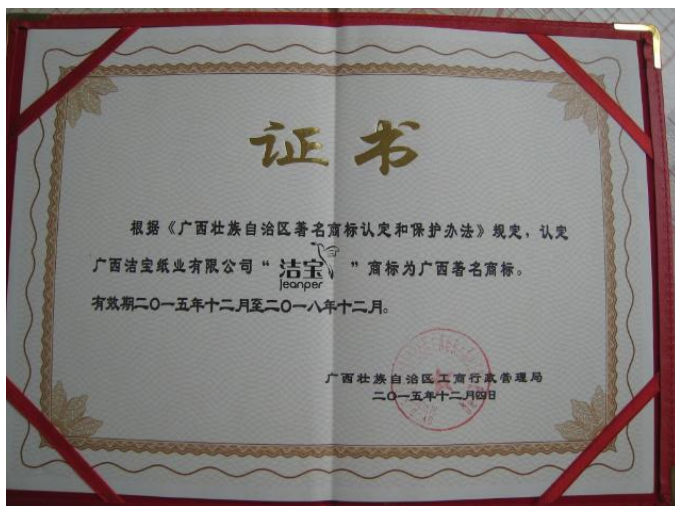 证书
根据《广西壮族自治区著名商标认定和保护办法》规定，认定
广西洁宝纸业有限公司“洁宝”商标为广西著名商标。
Jeanper
有效期二〇一五年十二月至二〇一八年十二月。
广西壮族自治区工商行政管理局
二〇一五年十二月四日